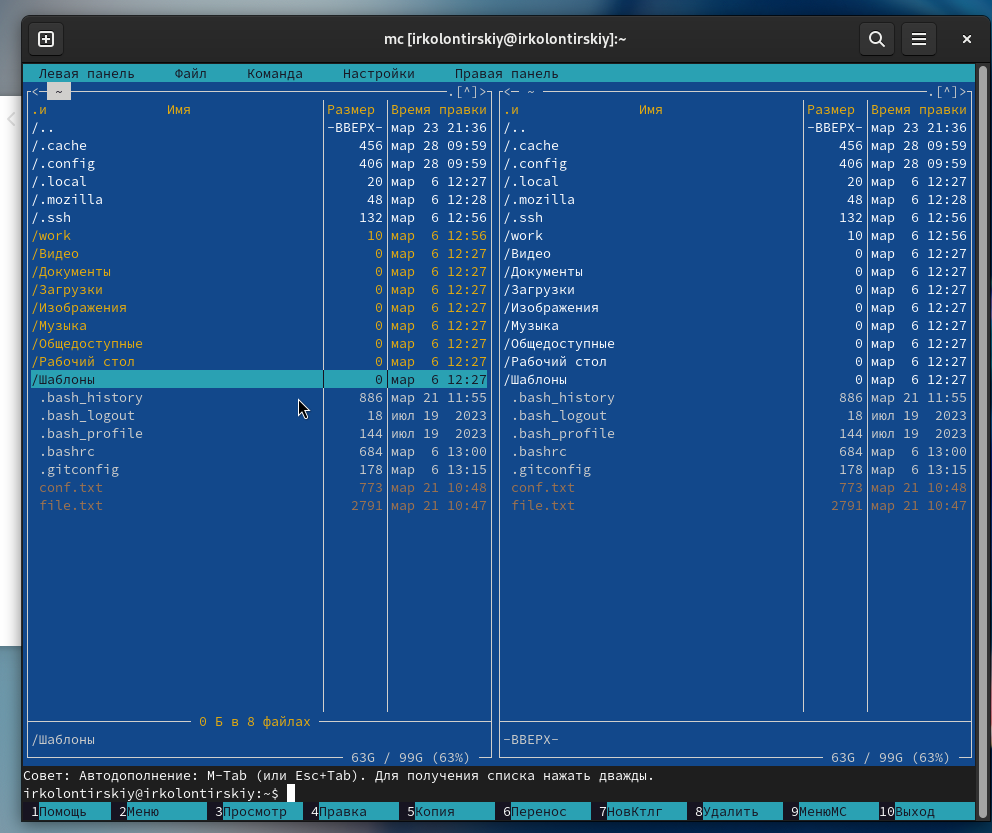 mc [irkolontirskiy@irkolontirskiy]:~
Левая панель Файл Команда Настройки Правая панель
<─ ~ .[^]> <─ ~ .[^]>
.и Имя Размер Время правки .и Имя Размер Время правки
/.. -ВВЕРХ- мар 23 21:36 /.. -ВВЕРХ- мар 23 21:36
/.cache 456 мар 28 09:59 /.cache 456 мар 28 09:59
/.config 406 мар 28 09:59 /.config 406 мар 28 09:59
/.local 20 мар 6 12:27 /.local 20 мар 6 12:27
/.mozilla 48 мар 6 12:28 /.mozilla 48 мар 6 12:28
/.ssh 132 мар 6 12:56 /.ssh 132 мар 6 12:56
/work 10 мар 6 12:56 /work 10 мар 6 12:56
/Видео 0 мар 6 12:27 /Видео 0 мар 6 12:27
/Документы 0 мар 6 12:27 /Документы 0 мар 6 12:27
/Загрузки 0 мар 6 12:27 /Загрузки 0 мар 6 12:27
/Изображения 0 мар 6 12:27 /Изображения 0 мар 6 12:27
/Музыка 0 мар 6 12:27 /Музыка 0 мар 6 12:27
/Общедоступные 0 мар 6 12:27 /Общедоступные 0 мар 6 12:27
/Рабочий стол 0 мар 6 12:27 /Рабочий стол 0 мар 6 12:27
/Шаблоны 0 мар 6 12:27 /Шаблоны 0 мар 6 12:27
.bash_history 886 мар 21 11:55 .bash_history 886 мар 21 11:55
.bash_logout 18 июл 19 2023 .bash_logout 18 июл 19 2023
.bash_profile 144 июл 19 2023 .bash_profile 144 июл 19 2023
.bashrc 684 мар 6 13:00 .bashrc 684 мар 6 13:00
.gitconfig 178 мар 6 13:15 .gitconfig 178 мар 6 13:15
conf.txt 773 мар 21 10:48 conf.txt 773 мар 21 10:48
file.txt 2791 мар 21 10:47 file.txt 2791 мар 21 10:47
0 Б в 8 файлах
/Шаблоны -ВВЕРХ-
63G / 99G (63%) 63G / 99G (63%)
Совет: Автодополнение: M-Tab (или Esc+Tab). Для получения списка нажать дважды.
irkolontirskiy@irkolontirskiy:~$
1Помощь 2Меню 3Просмотр 4Правка 5Копия 6Перенос 7НовКтлг 8Удалить 9МенюМС 10Выход